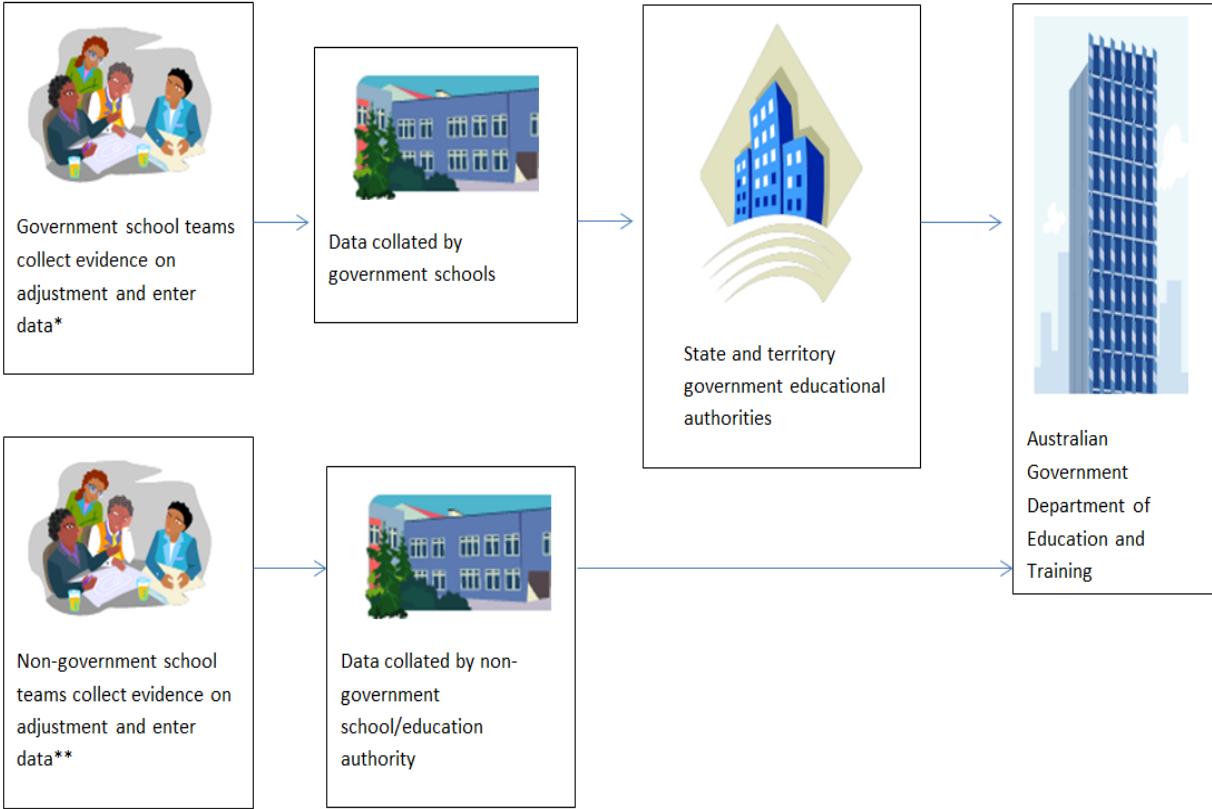 Government school teams
collect evidence on
adjustment and enter
data*
Data collated by
government schools
State and territory
government educational
authorities
Australian
Government
Department of
Education and
Training
Non-government school
teams collect evidence on
adjustment and enter
data**
Data collated by non-
government
school/education
authority